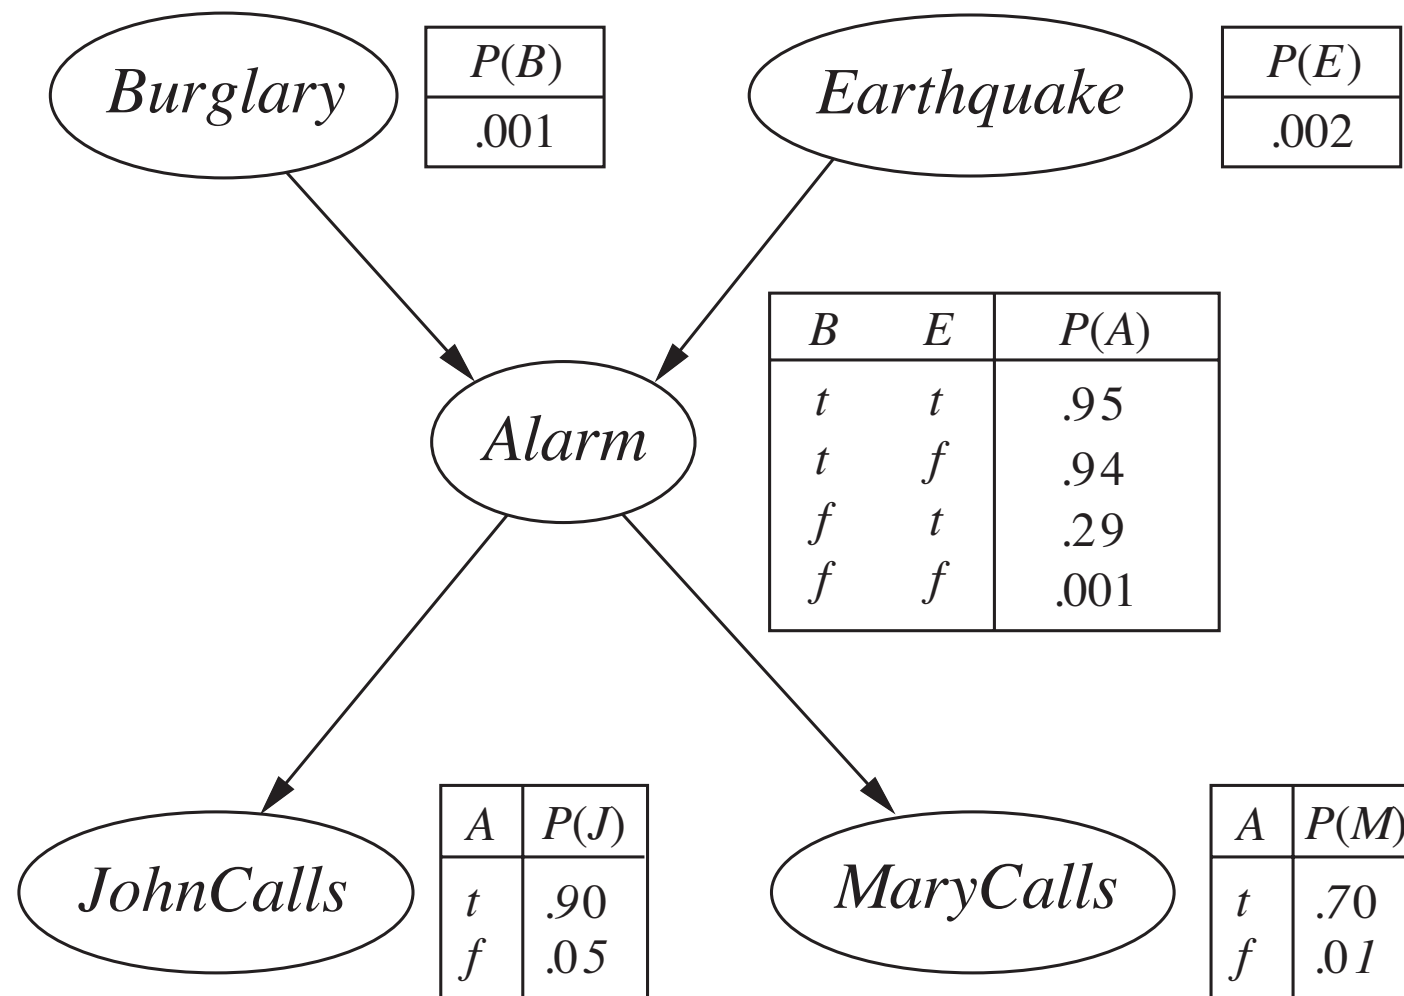 Burglary
P(B)
.001
Earthquake
P(E)
.002
Alarm
B E P(A)
t t .95
t f .94
f t .29
f f .001
JohnCalls
A P(J)
t .90
f .05
MaryCalls
A P(M)
t .70
f .01